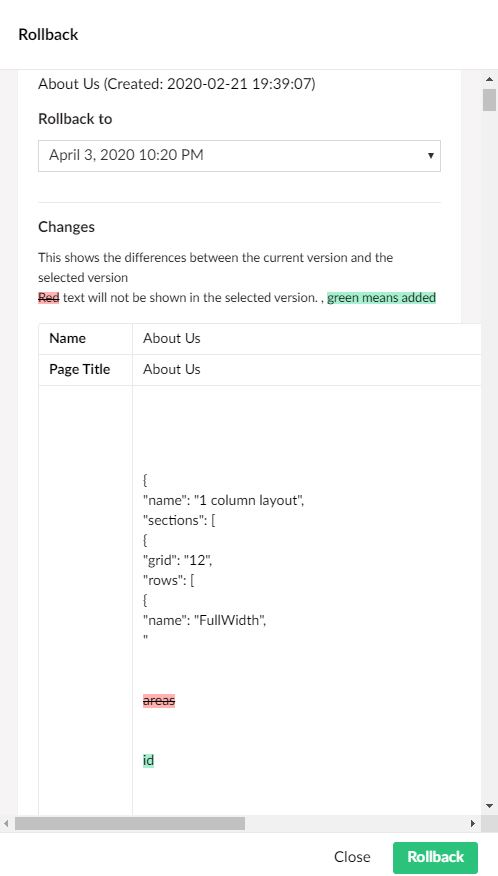 Rollback
About Us (Created: 2020-02-21 19:39:07)
Rollback to
April 3, 2020 10:20 PM
Changes
This shows the differences between the current version and the
selected version
Red text will not be shown in the selected version. , green means added
Name About Us
Page Title About Us
{
"name": "1 column layout",
"sections": [
{
"grid": "12",
"rows": [
{
"name": "FullWidth",
"
areas
id
Close Rollback